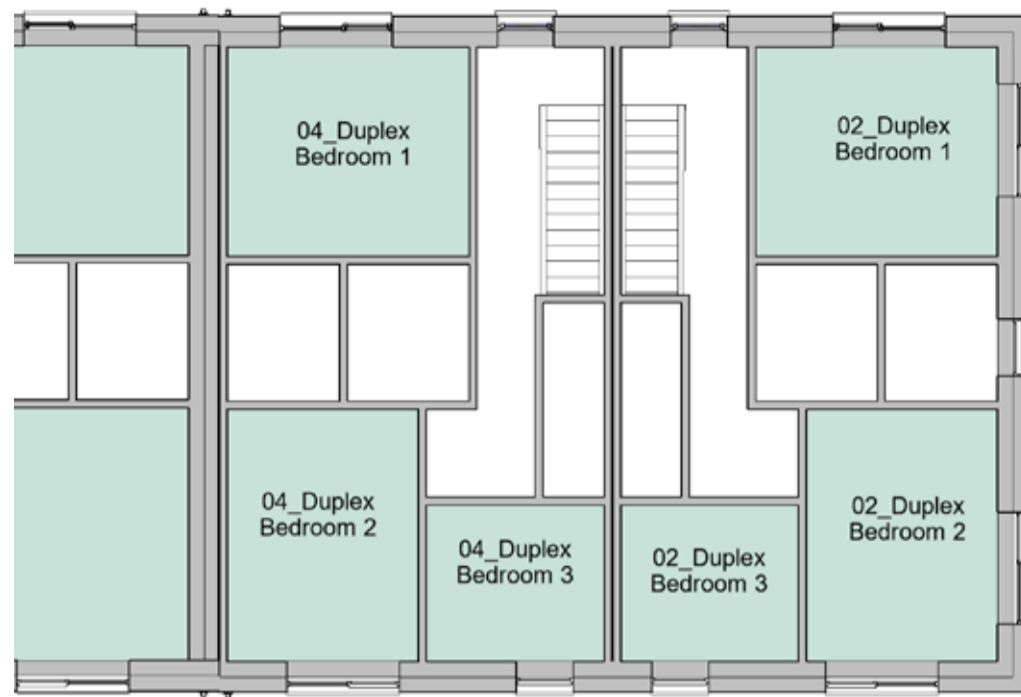 04_Duplex
Bedroom 1
02_Duplex
Bedroom 1
04_Duplex
Bedroom 2
04_Duplex
Bedroom 3
02_Duplex
Bedroom 3
02_Duplex
Bedroom 2